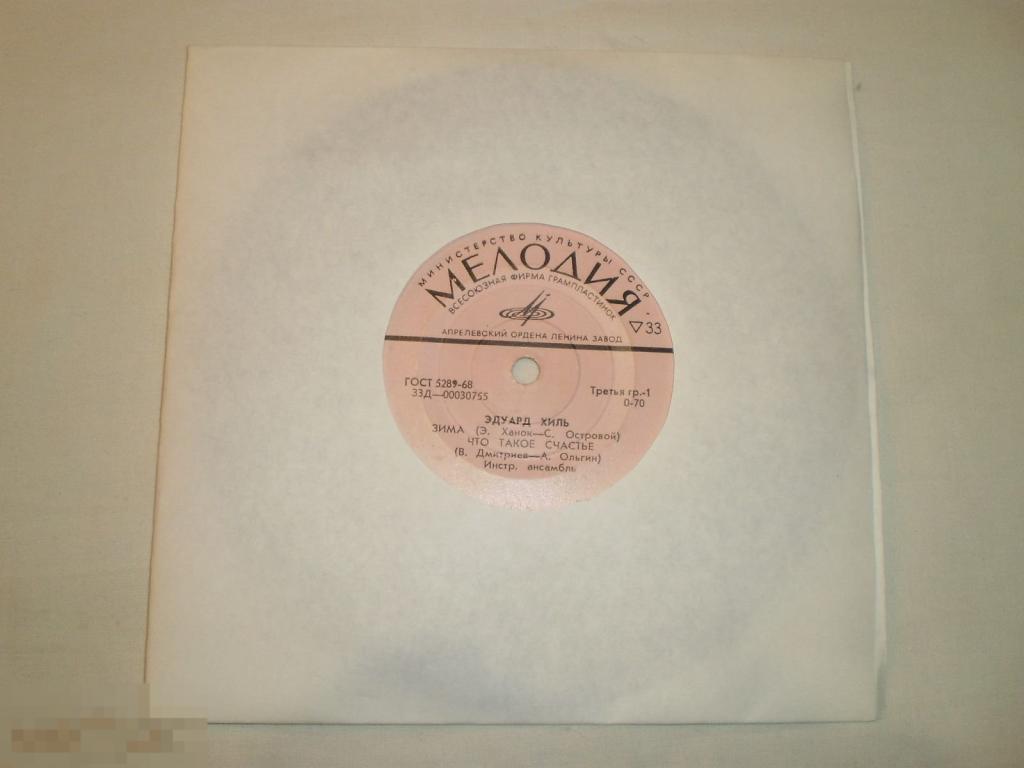 МИНИСТЕРСТВО КУЛЬТУРЫ СССР
МЕЛОДИЯ
ВСЕСОЮЗНАЯ ФИРМА ГРАМПЛАСТИНОК
▽33
АПРЕЛЕВСКИЙ ОРДЕНА ЛЕНИНА ЗАВОД
ГОСТ 5289-68
33Д—00030755
Третья гр.-1
0-70
ЭДУАРД ХИЛЬ
ЗИМА (Э. Ханок—С. Островой)
ЧТО ТАКОЕ СЧАСТЬЕ
(В. Дмитриев—А. Ольгин)
Инстр. ансамбль